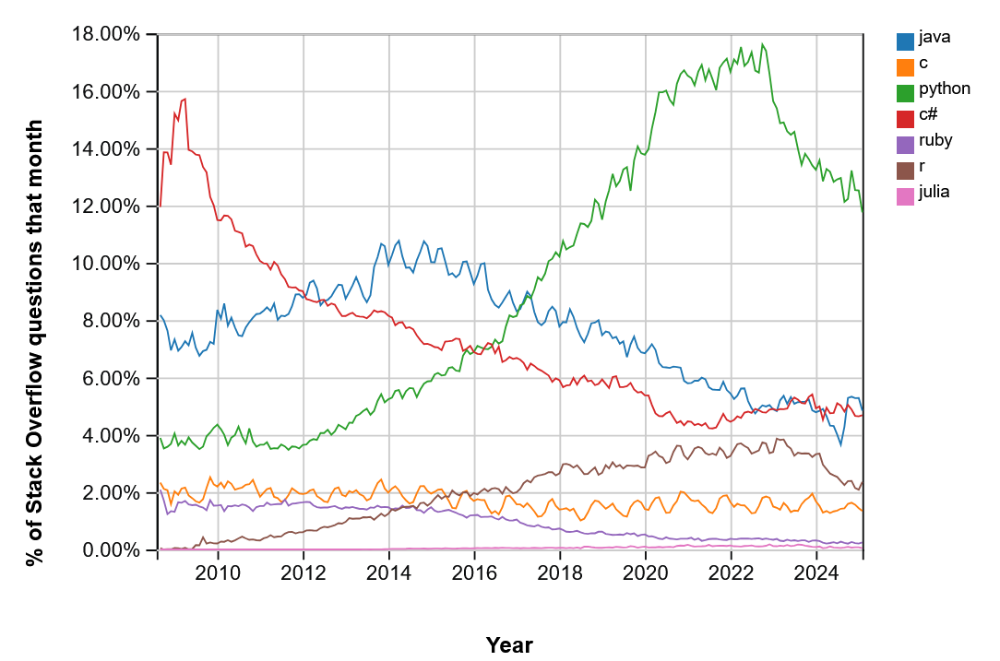 % of Stack Overflow questions that month
18.00%
16.00%
14.00%
12.00%
10.00%
8.00%
6.00%
4.00%
2.00%
0.00%
2010 2012 2014 2016 2018 2020 2022 2024
Year
java
c
python
c#
ruby
r
julia